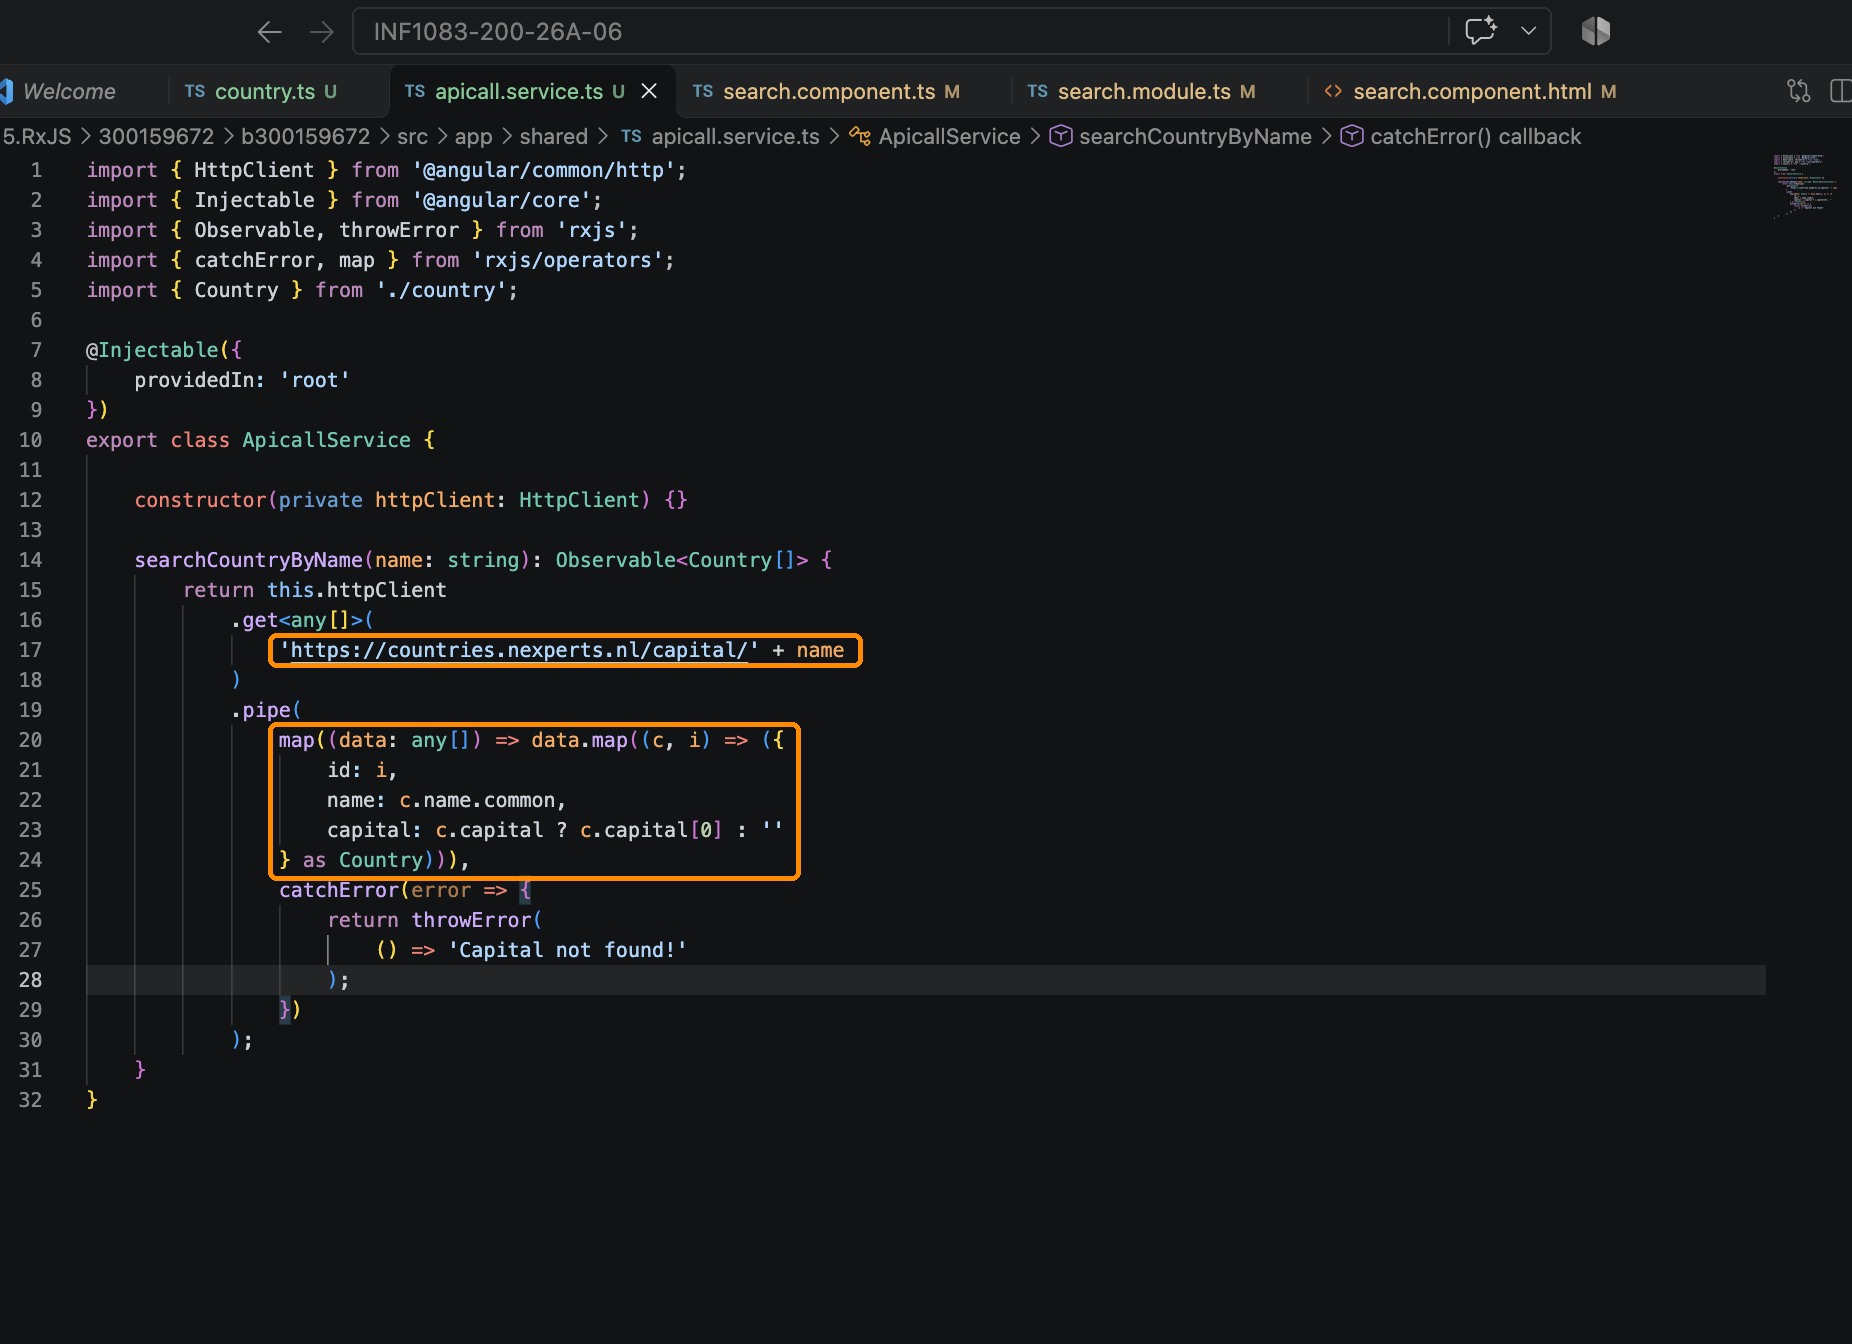 INF1083-200-26A-06
Welcome TS country.ts U TS apicall.service.ts U TS search.component.ts M TS search.module.ts M <> search.component.html M
5.RxJS > 300159672 > b300159672 > src > app > shared > TS apicall.service.ts > ApicallService > searchCountryByName > catchError() callback
1 import { HttpClient } from '@angular/common/http';
2 import { Injectable } from '@angular/core';
3 import { Observable, throwError } from 'rxjs';
4 import { catchError, map } from 'rxjs/operators';
5 import { Country } from './country';
6
7 @Injectable({
8     providedIn: 'root'
9 })
10 export class ApicallService {
11
12     constructor(private httpClient: HttpClient) {}
13
14     searchCountryByName(name: string): Observable<Country[]> {
15         return this.httpClient
16             .get<any[]>(
17                 'https://countries.nexperts.nl/capital/' + name
18             )
19             .pipe(
20                 map((data: any[]) => data.map((c, i) => ({
21                     id: i,
22                     name: c.name.common,
23                     capital: c.capital ? c.capital[0] : ''
24                 } as Country))),
25                 catchError(error => {
26                     return throwError(
27                         () => 'Capital not found!'
28                     );
29                 })
30             );
31     }
32 }